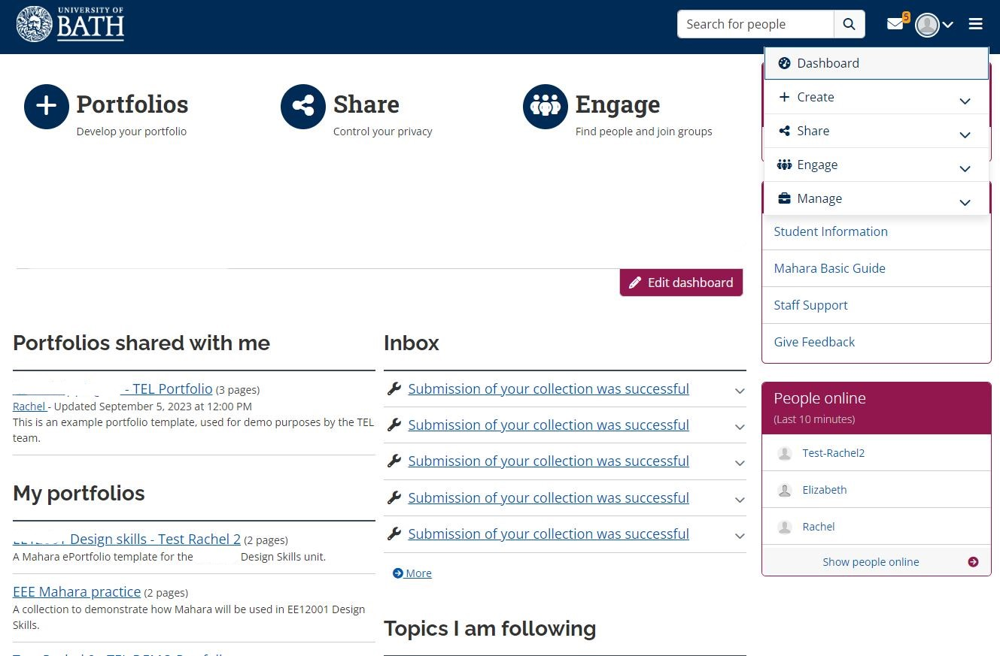 UNIVERSITY OF
BATH
Search for people
5
Dashboard
Create
Share
Engage
Manage
Portfolios
Develop your portfolio
Share
Control your privacy
Engage
Find people and join groups
Student Information
Mahara Basic Guide
Staff Support
Give Feedback
Edit dashboard
Portfolios shared with me
- TEL Portfolio (3 pages)
Rachel - Updated September 5, 2023 at 12:00 PM
This is an example portfolio template, used for demo purposes by the TEL
team.
My portfolios
Design skills - Test Rachel 2 (2 pages)
A Mahara ePortfolio template for the Design Skills unit.
EEE Mahara practice (2 pages)
A collection to demonstrate how Mahara will be used in EE12001 Design
Skills.
Inbox
Submission of your collection was successful
Submission of your collection was successful
Submission of your collection was successful
Submission of your collection was successful
Submission of your collection was successful
More
Topics I am following
People online
(Last 10 minutes)
Test-Rachel2
Elizabeth
Rachel
Show people online